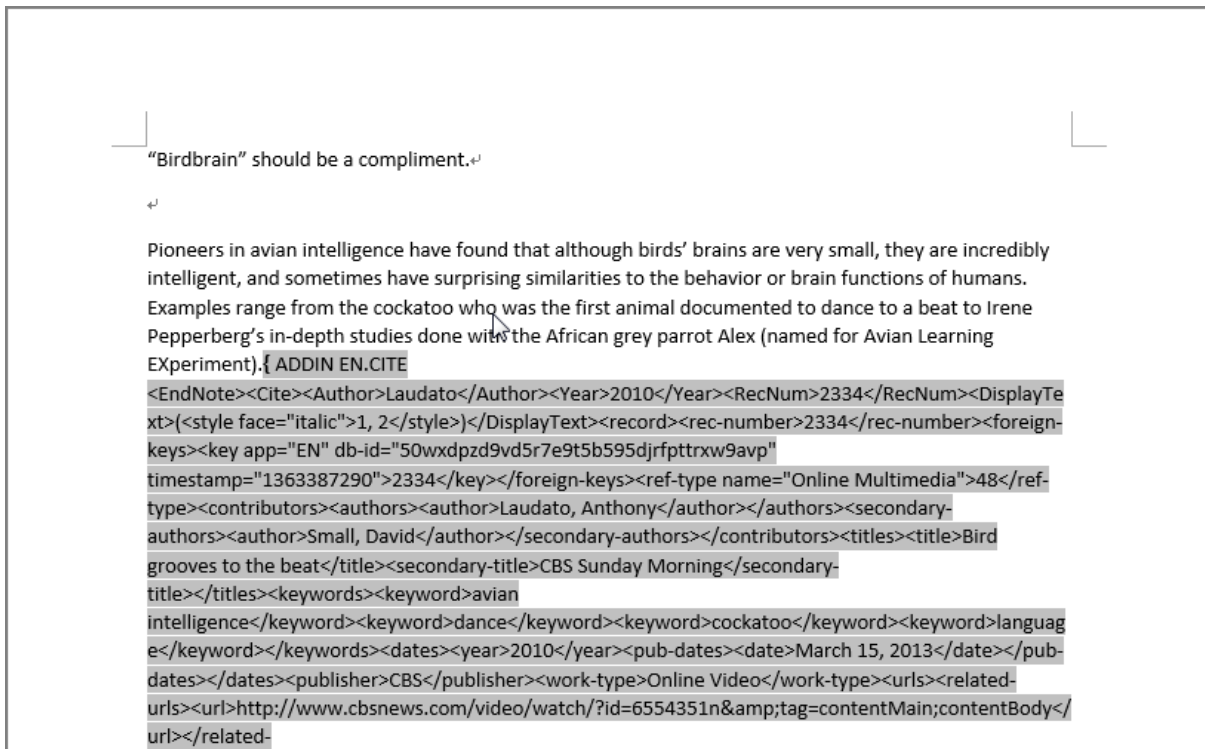 “Birdbrain” should be a compliment.↵
↵
Pioneers in avian intelligence have found that although birds’ brains are very small, they are incredibly
intelligent, and sometimes have surprising similarities to the behavior or brain functions of humans.
Examples range from the cockatoo who was the first animal documented to dance to a beat to Irene
Pepperberg’s in-depth studies done with the African grey parrot Alex (named for Avian Learning
EXperiment).{ ADDIN EN.CITE
<EndNote><Cite><Author>Laudato</Author><Year>2010</Year><RecNum>2334</RecNum><DisplayTe
xt>(<style face="italic">1, 2</style>)</DisplayText><record><rec-number>2334</rec-number><foreign-
keys><key app="EN" db-id="50wxdpzd9vd5r7e9t5b595djrfpttrxw9avp"
timestamp="1363387290">2334</key></foreign-keys><ref-type name="Online Multimedia">48</ref-
type><contributors><authors><author>Laudato, Anthony</author></authors><secondary-
authors><author>Small, David</author></secondary-authors></contributors><titles><title>Bird
grooves to the beat</title><secondary-title>CBS Sunday Morning</secondary-
title></titles><keywords><keyword>avian
intelligence</keyword><keyword>dance</keyword><keyword>cockatoo</keyword><keyword>languag
e</keyword></keywords><dates><year>2010</year><pub-dates><date>March 15, 2013</date></pub-
dates></dates><publisher>CBS</publisher><work-type>Online Video</work-type><urls><related-
urls><url>http://www.cbsnews.com/video/watch/?id=6554351n&amp;tag=contentMain;contentBody</
url></related-